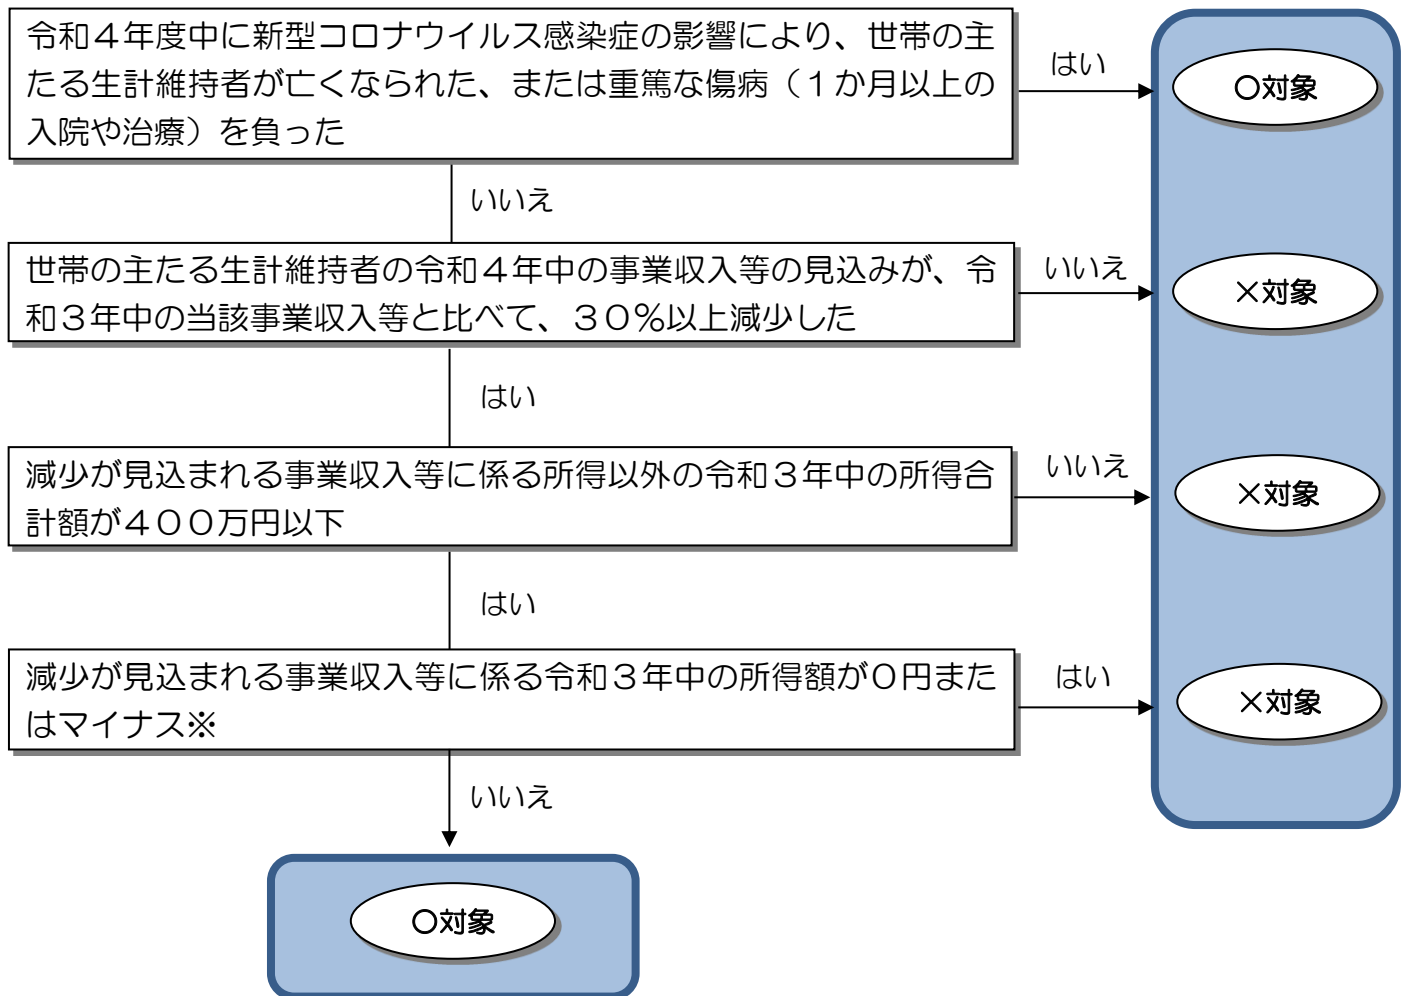 令和４年度中に新型コロナウイルス感染症の影響により、世帯の主
たる生計維持者が亡くなられた、または重篤な傷病（１か月以上の
入院や治療）を負った
はい
〇対象
いいえ
世帯の主たる生計維持者の令和４年中の事業収入等の見込みが、令
和３年中の当該事業収入等と比べて、３０％以上減少した
いいえ
×対象
はい
減少が見込まれる事業収入等に係る所得以外の令和３年中の所得合
計額が４００万円以下
いいえ
×対象
はい
減少が見込まれる事業収入等に係る令和３年中の所得額が０円また
はマイナス※
はい
×対象
いいえ
〇対象